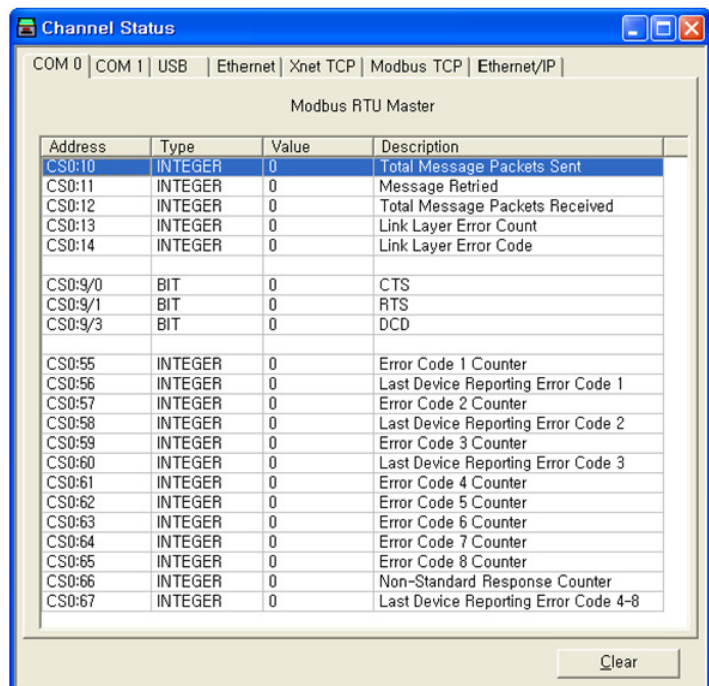 Channel Status
COM 0 COM 1 USB Ethernet Xnet TCP Modbus TCP Ethernet/IP
Modbus RTU Master
Address Type Value Description
CS0:10 INTEGER 0 Total Message Packets Sent
CS0:11 INTEGER 0 Message Retried
CS0:12 INTEGER 0 Total Message Packets Received
CS0:13 INTEGER 0 Link Layer Error Count
CS0:14 INTEGER 0 Link Layer Error Code
CS0:9/0 BIT 0 CTS
CS0:9/1 BIT 0 RTS
CS0:9/3 BIT 0 DCD
CS0:55 INTEGER 0 Error Code 1 Counter
CS0:56 INTEGER 0 Last Device Reporting Error Code 1
CS0:57 INTEGER 0 Error Code 2 Counter
CS0:58 INTEGER 0 Last Device Reporting Error Code 2
CS0:59 INTEGER 0 Error Code 3 Counter
CS0:60 INTEGER 0 Last Device Reporting Error Code 3
CS0:61 INTEGER 0 Error Code 4 Counter
CS0:62 INTEGER 0 Error Code 5 Counter
CS0:63 INTEGER 0 Error Code 6 Counter
CS0:64 INTEGER 0 Error Code 7 Counter
CS0:65 INTEGER 0 Error Code 8 Counter
CS0:66 INTEGER 0 Non-Standard Response Counter
CS0:67 INTEGER 0 Last Device Reporting Error Code 4-8
Clear